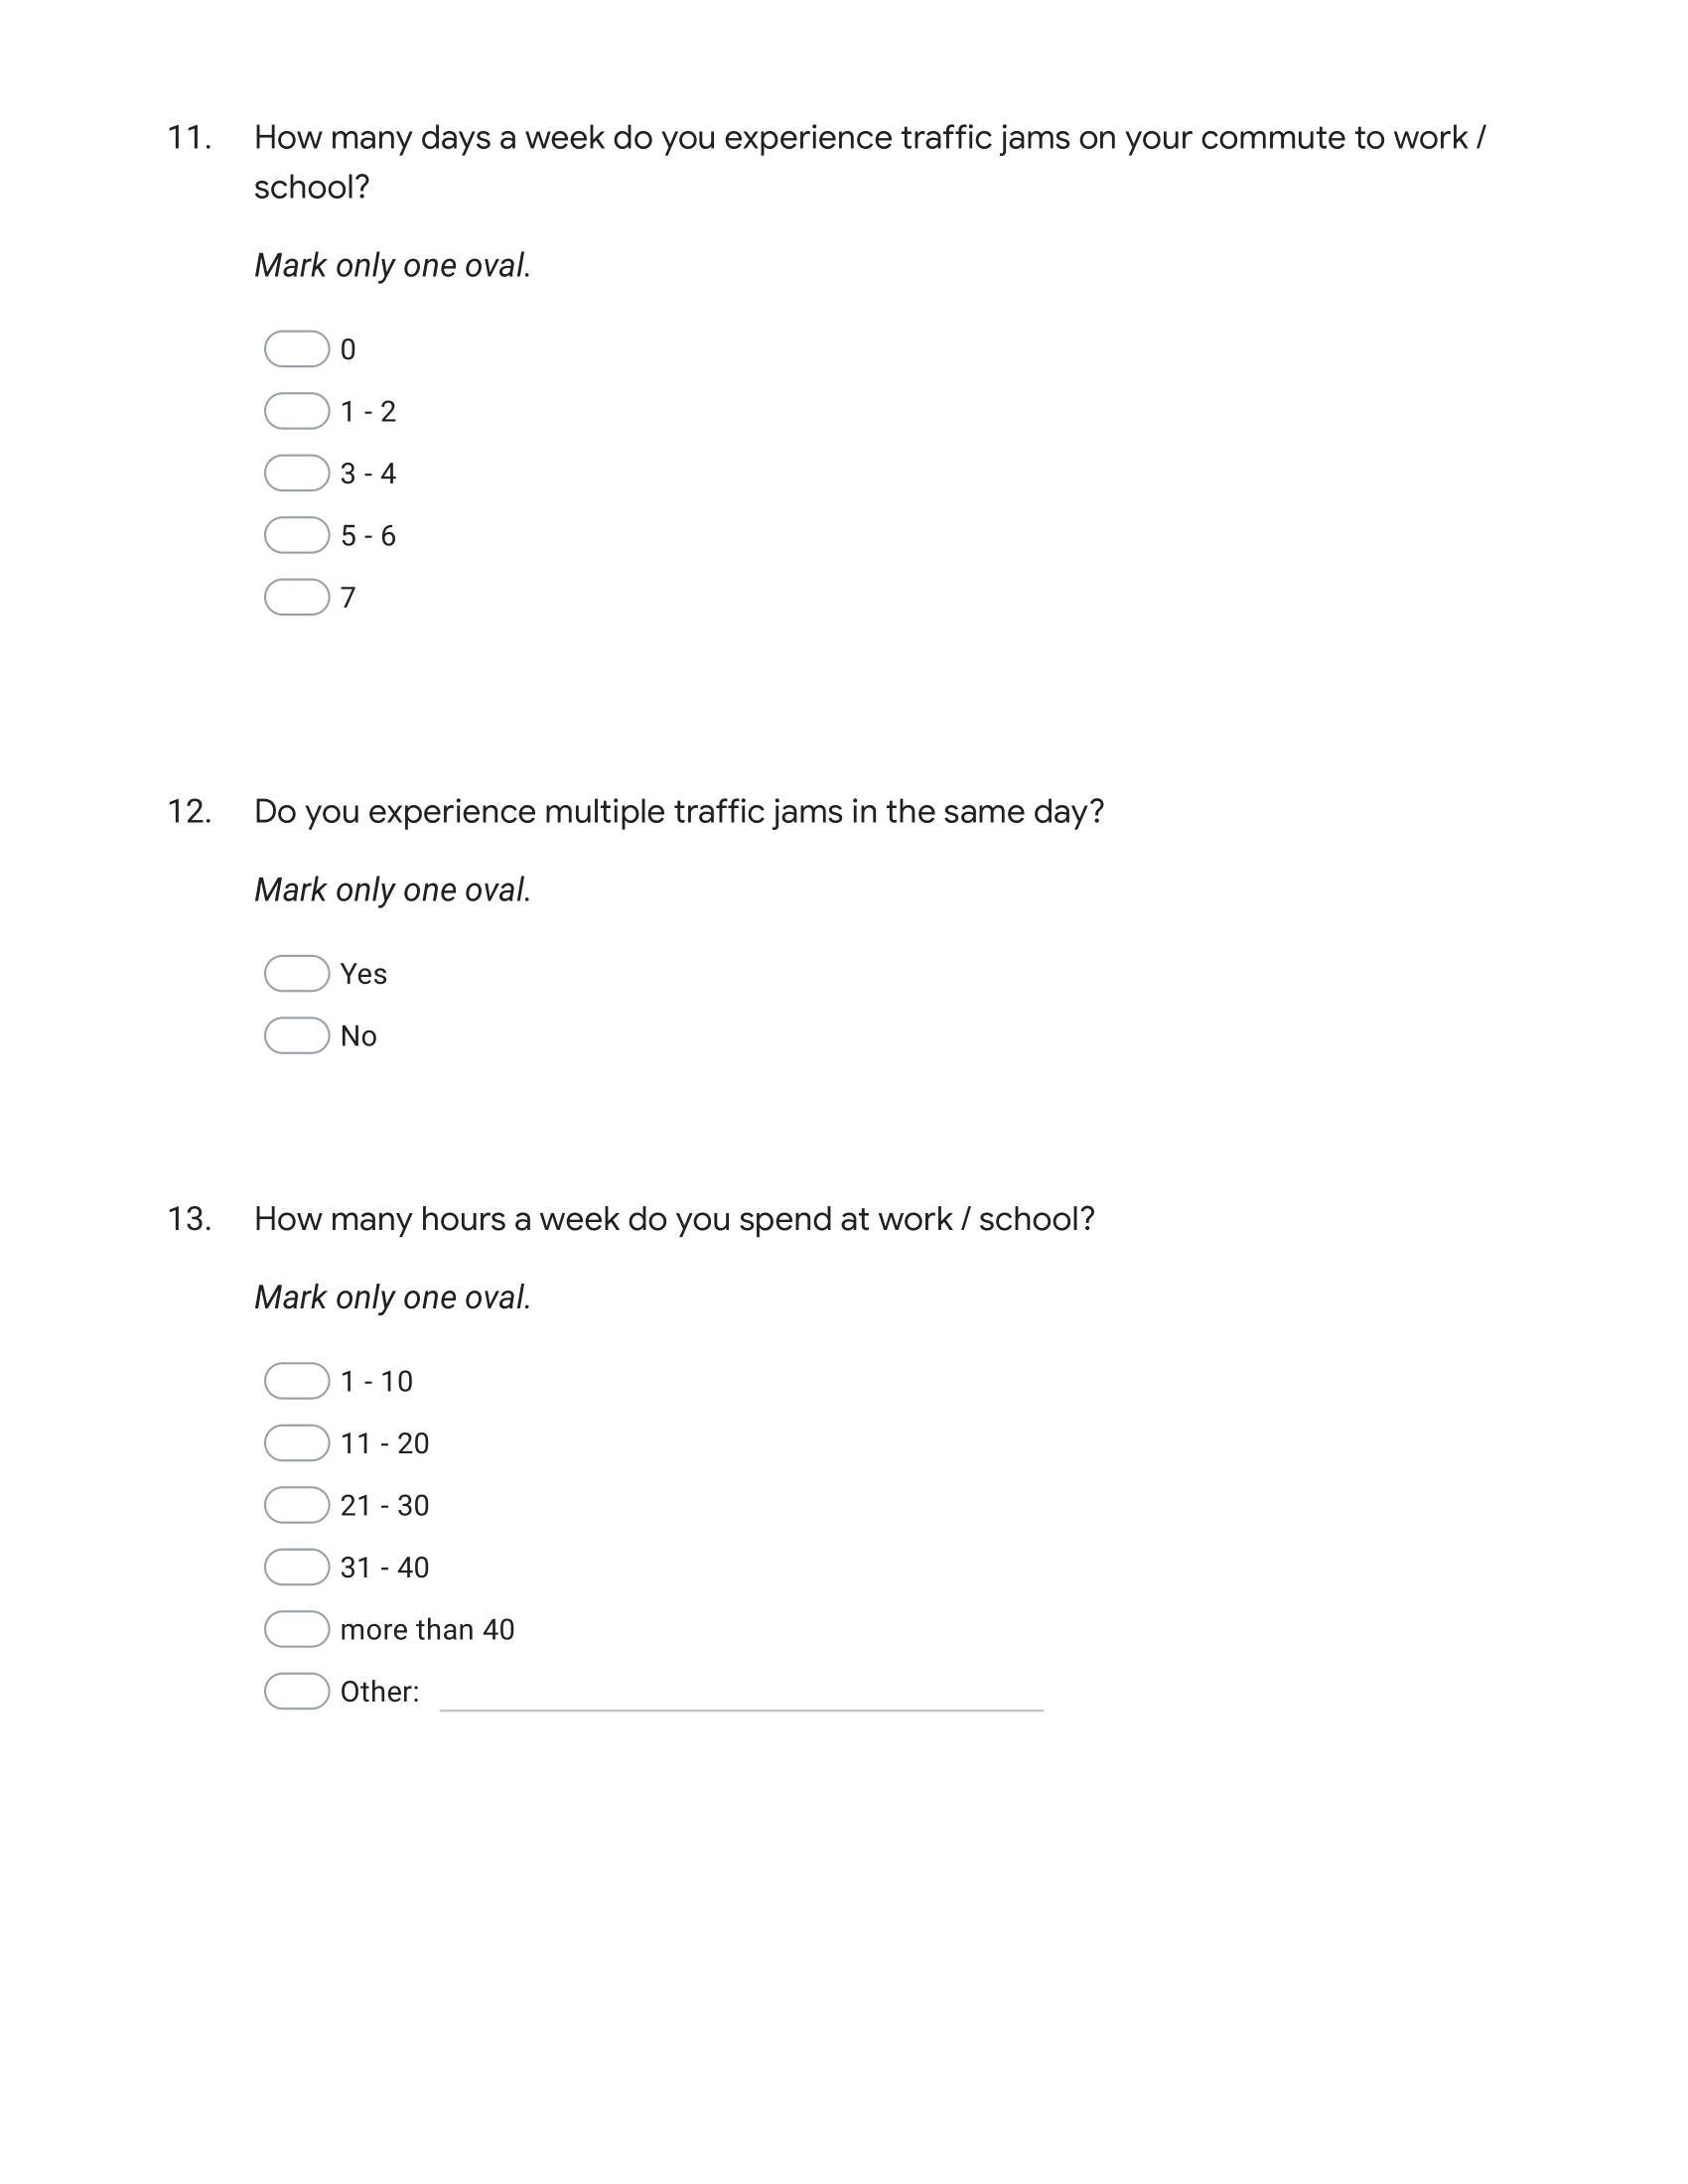 11. How many days a week do you experience traffic jams on your commute to work /
school?
Mark only one oval.
0
1 - 2
3 - 4
5 - 6
7
12. Do you experience multiple traffic jams in the same day?
Mark only one oval.
Yes
No
13. How many hours a week do you spend at work / school?
Mark only one oval.
1 - 10
11 - 20
21 - 30
31 - 40
more than 40
Other: